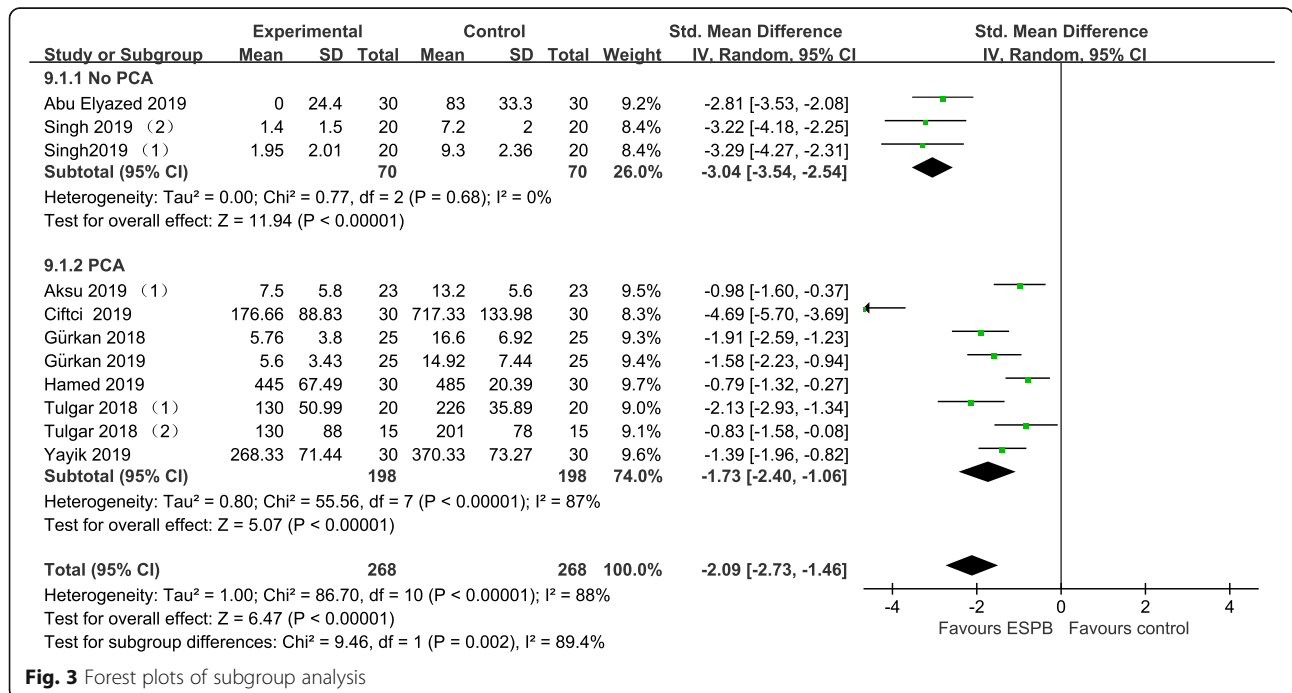 Experimental Control Std. Mean Difference Std. Mean Difference
Study or Subgroup Mean SD Total Mean SD Total Weight IV, Random, 95% CI IV, Random, 95% CI
9.1.1 No PCA
Abu Elyazed 2019 0 24.4 30 83 33.3 30 9.2% -2.81 [-3.53, -2.08]
Singh 2019 （2） 1.4 1.5 20 7.2 2 20 8.4% -3.22 [-4.18, -2.25]
Singh2019 （1） 1.95 2.01 20 9.3 2.36 20 8.4% -3.29 [-4.27, -2.31]
Subtotal (95% CI) 70 70 26.0% -3.04 [-3.54, -2.54]
Heterogeneity: Tau² = 0.00; Chi² = 0.77, df = 2 (P = 0.68); I² = 0%
Test for overall effect: Z = 11.94 (P < 0.00001)
9.1.2 PCA
Aksu 2019 （1） 7.5 5.8 23 13.2 5.6 23 9.5% -0.98 [-1.60, -0.37]
Ciftci 2019 176.66 88.83 30 717.33 133.98 30 8.3% -4.69 [-5.70, -3.69]
Gürkan 2018 5.76 3.8 25 16.6 6.92 25 9.3% -1.91 [-2.59, -1.23]
Gürkan 2019 5.6 3.43 25 14.92 7.44 25 9.4% -1.58 [-2.23, -0.94]
Hamed 2019 445 67.49 30 485 20.39 30 9.7% -0.79 [-1.32, -0.27]
Tulgar 2018 （1） 130 50.99 20 226 35.89 20 9.0% -2.13 [-2.93, -1.34]
Tulgar 2018 （2） 130 88 15 201 78 15 9.1% -0.83 [-1.58, -0.08]
Yayik 2019 268.33 71.44 30 370.33 73.27 30 9.6% -1.39 [-1.96, -0.82]
Subtotal (95% CI) 198 198 74.0% -1.73 [-2.40, -1.06]
Heterogeneity: Tau² = 0.80; Chi² = 55.56, df = 7 (P < 0.00001); I² = 87%
Test for overall effect: Z = 5.07 (P < 0.00001)
Total (95% CI) 268 268 100.0% -2.09 [-2.73, -1.46]
Heterogeneity: Tau² = 1.00; Chi² = 86.70, df = 10 (P < 0.00001); I² = 88%
Test for overall effect: Z = 6.47 (P < 0.00001)
Test for subgroup differences: Chi² = 9.46, df = 1 (P = 0.002), I² = 89.4%
-4 -2 0 2 4
Favours ESPB Favours control
Fig. 3 Forest plots of subgroup analysis